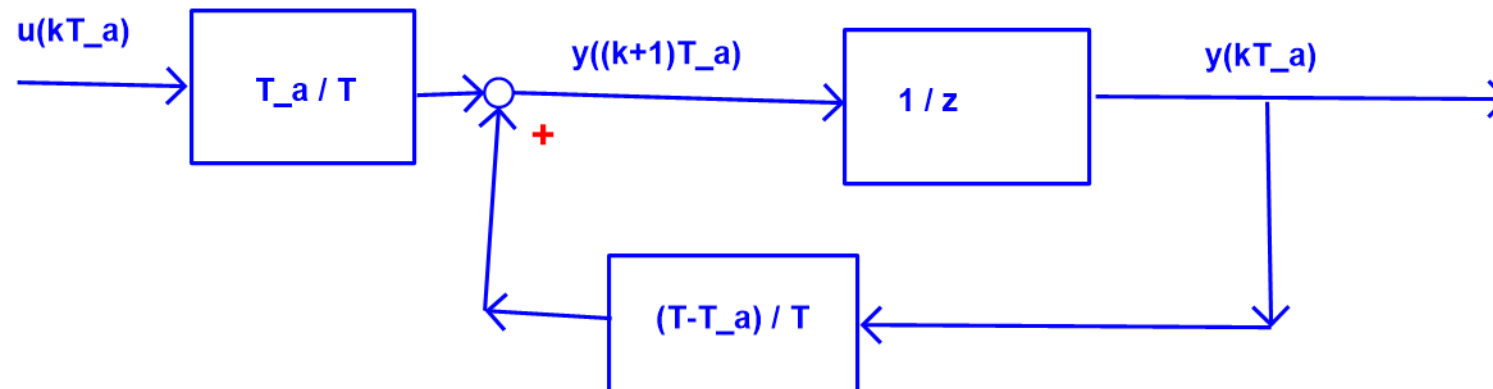 u(kT_a)
T_a / T
y((k+1)T_a)
1 / z
y(kT_a)
+
(T-T_a) / T